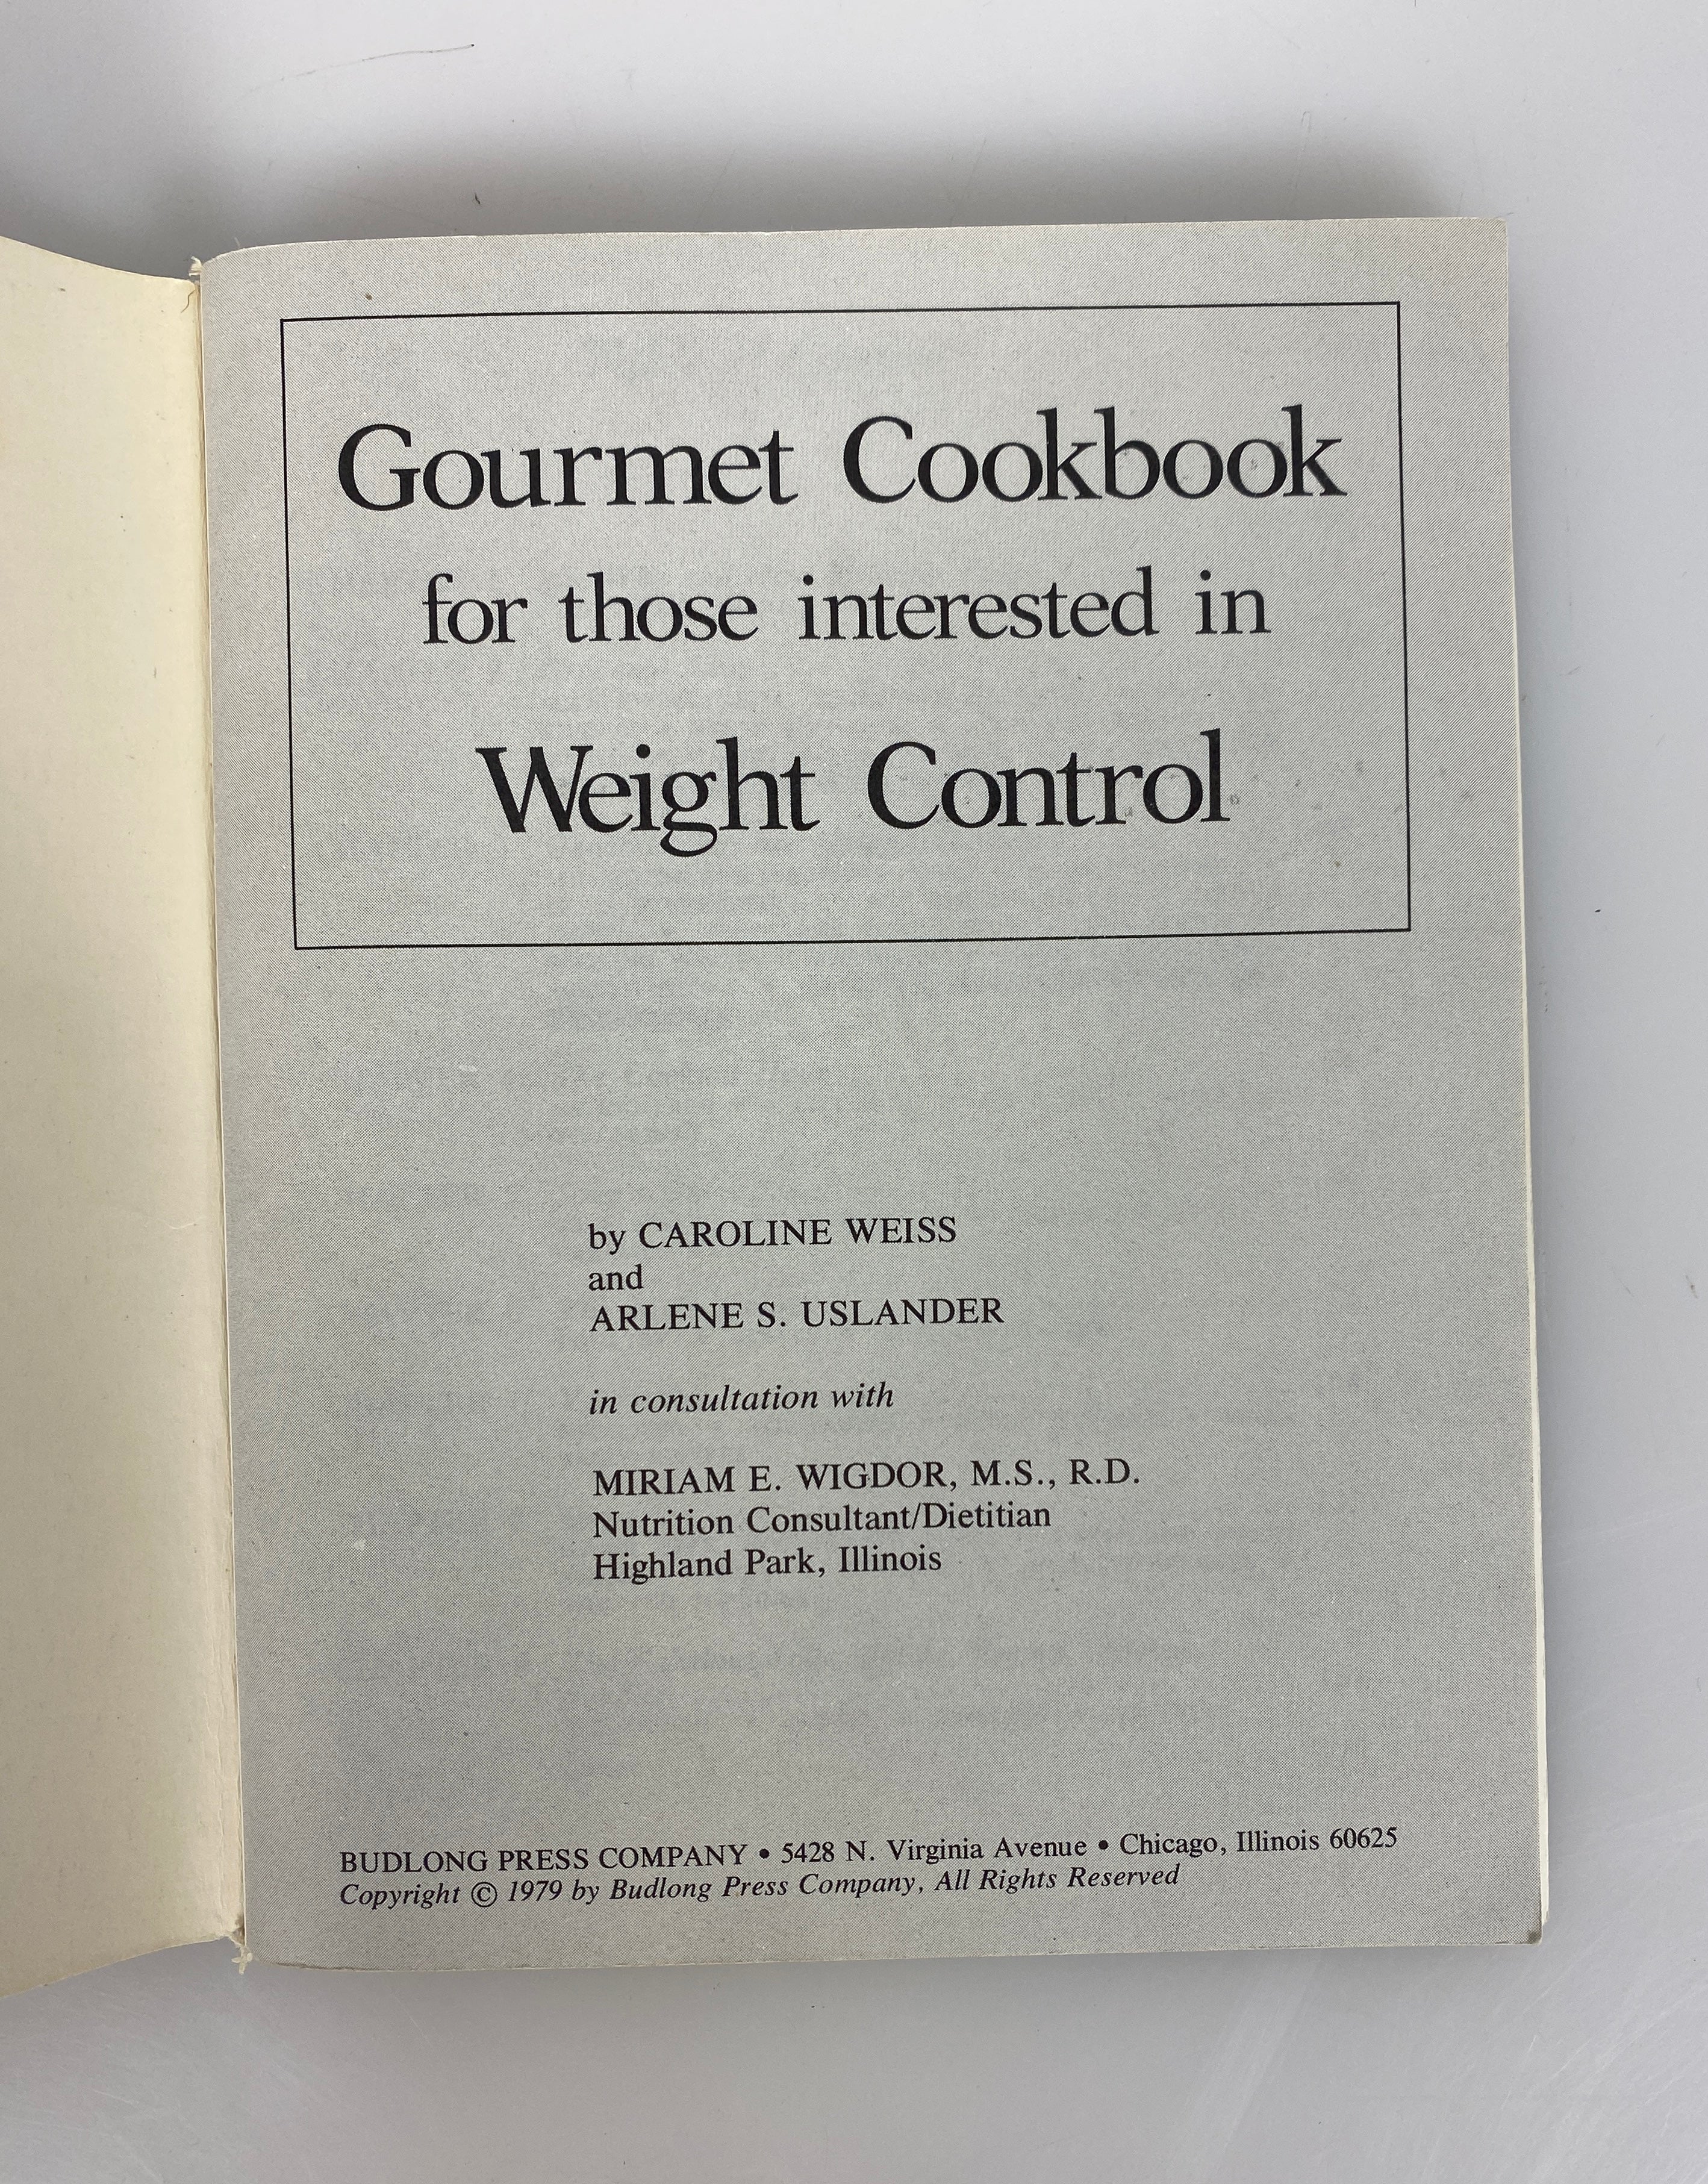 Gourmet Cookbook
for those interested in
Weight Control
by CAROLINE WEISS
and
ARLENE S. USLANDER
in consultation with
MIRIAM E. WIGDOR, M.S., R.D.
Nutrition Consultant/Dietitian
Highland Park, Illinois
BUDLONG PRESS COMPANY • 5428 N. Virginia Avenue • Chicago, Illinois 60625
Copyright © 1979 by Budlong Press Company, All Rights Reserved